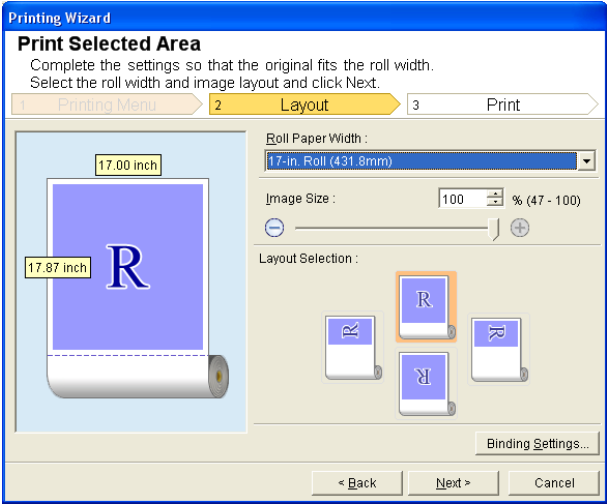 Printing Wizard
Print Selected Area
Complete the settings so that the original fits the roll width.
Select the roll width and image layout and click Next.
1 Printing Menu 2 Layout 3 Print
Roll Paper Width :
17-in. Roll (431.8mm)
17.00 inch
Image Size : 100 % (47 - 100)
17.87 inch R
Layout Selection :
R
R R
R
Binding Settings...
< Back Next > Cancel